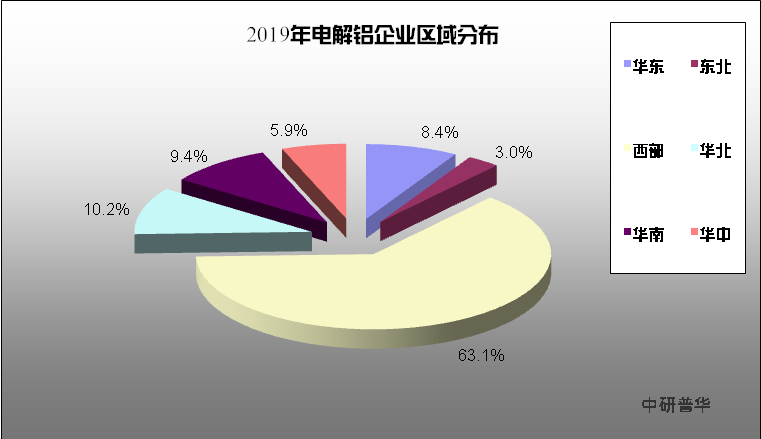 2019年电解铝企业区域分布
5.9%
8.4%
9.4%
3.0%
10.2%
63.1%
华东 东北
西部 华北
华南 华中
中研普华